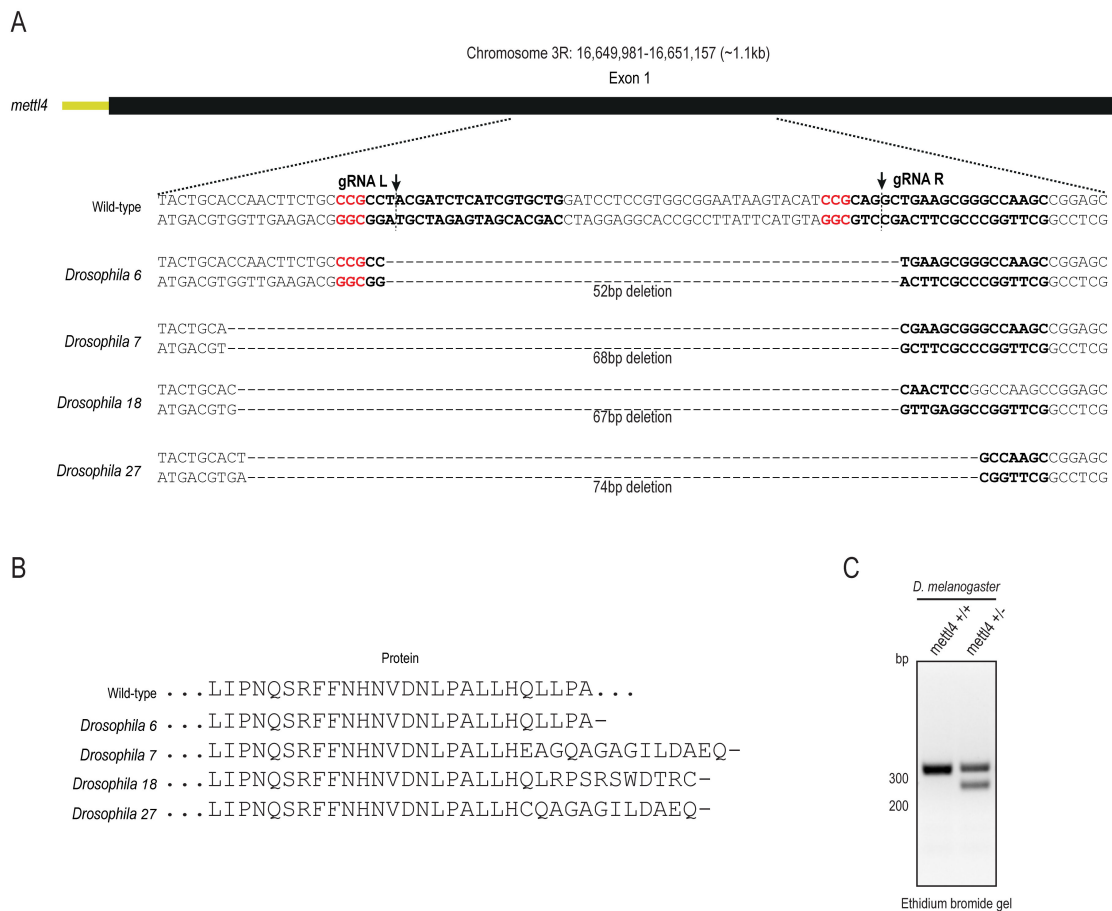 A
Chromosome 3R: 16,649,981-16,651,157 (~1.1kb)
Exon 1
mettl4
gRNA L
gRNA R
Wild-type
TACTGCACCAACTTCTGCCCGCCTACGATCTCATCGTGCTGGATCCTCCGTGGCGGAATAAGTACATCCGCAGGCTGAAGCGGGCCAAGCCGGAGC
ATGACGTGGTTGAAGACGGGCGGATGCTAGAGTAGCACGACCTAGGAGGCACCGCCTTATTCATGTAGGCGTCCGACTTCGCCCGGTTCGGCCTCG
Drosophila 6
TACTGCACCAACTTCTGCCCGCC----------------------------------------------------TGAAGCGGGCCAAGCCGGAGC
ATGACGTGGTTGAAGACGGGCGG----------------------------------------------------ACTTCGCCCGGTTCGGCCTCG
52bp deletion
Drosophila 7
TACTGCA--------------------------------------------------------------------CGAAGCGGGCCAAGCCGGAGC
ATGACGT--------------------------------------------------------------------GCTTCGCCCGGTTCGGCCTCG
68bp deletion
Drosophila 18
TACTGCAC-------------------------------------------------------------------CAACTCCGGCCAAGCCGGAGC
ATGACGTG-------------------------------------------------------------------GTTGAGGCCGGTTCGGCCTCG
67bp deletion
Drosophila 27
TACTGCACT--------------------------------------------------------------------------GCCAAGCCGGAGC
ATGACGTGA--------------------------------------------------------------------------CGGTTCGGCCTCG
74bp deletion
B
Protein
Wild-type ...LIPNQSRFFNHNVDNLPALLHQLLPA...
Drosophila 6 ...LIPNQSRFFNHNVDNLPALLHQLLPA-
Drosophila 7 ...LIPNQSRFFNHNVDNLPALLHEAGQAGAGILDAEQ-
Drosophila 18 ...LIPNQSRFFNHNVDNLPALLHQLRPSRSWDTRC-
Drosophila 27 ...LIPNQSRFFNHNVDNLPALLHCQAGAGILDAEQ-
C
D. melanogaster
mettl4 +/+
mettl4 +/-
bp
300
200
Ethidium bromide gel